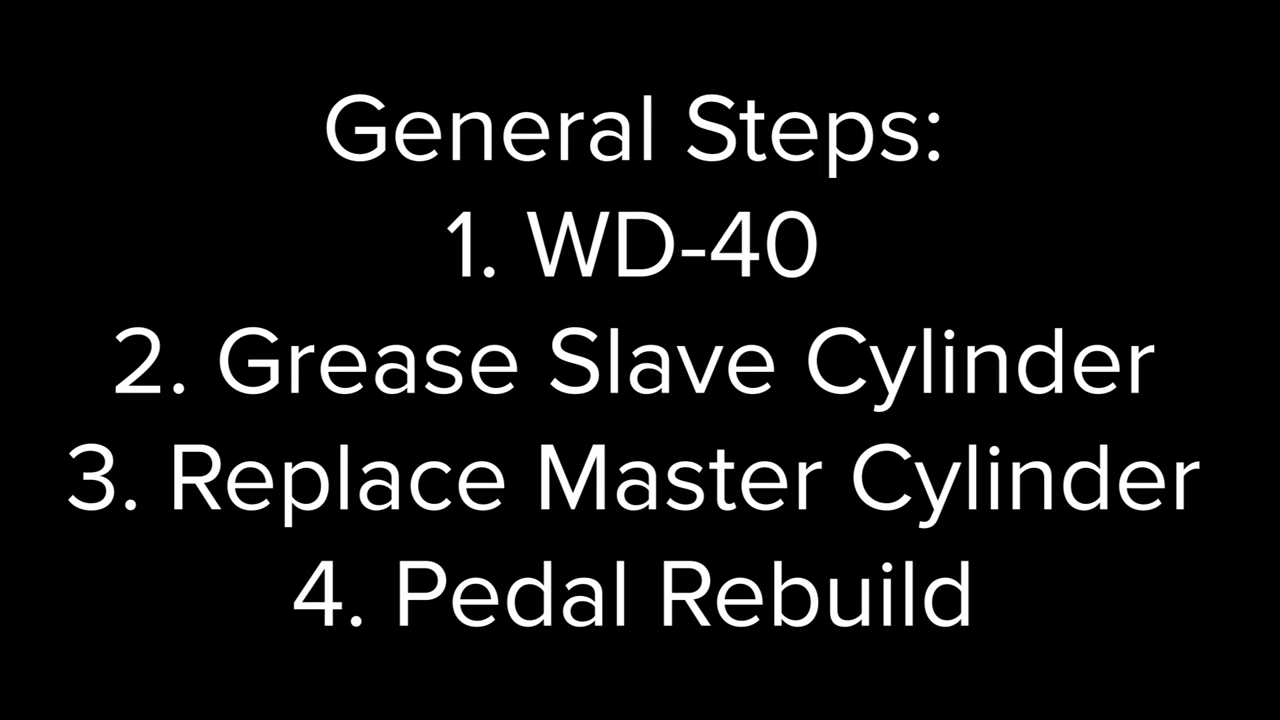 General Steps:
1. WD-40
2. Grease Slave Cylinder
3. Replace Master Cylinder
4. Pedal Rebuild